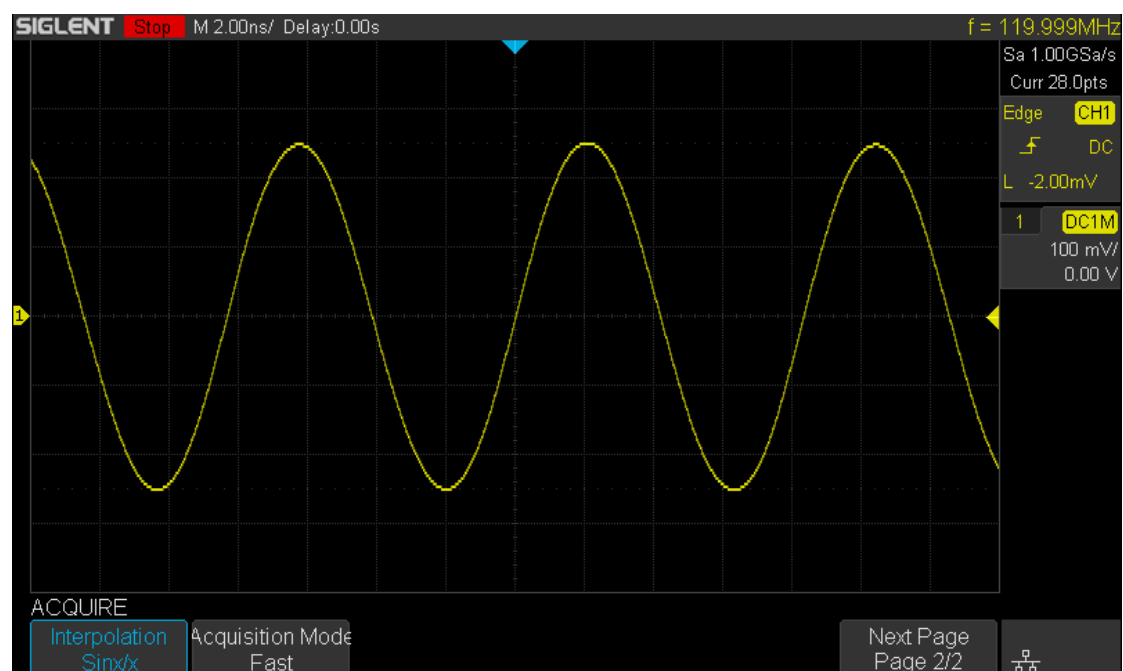 SIGLENT Stop M 2.00ns/ Delay:0.00s f = 119.999MHz
Sa 1.00GSa/s
Curr 28.0pts
Edge CH1
DC
L -2.00mV
1 DC1M
100 mV/
0.00 V
1
ACQUIRE
Interpolation
Sinx/x
Acquisition Mode
Fast
Next Page
Page 2/2